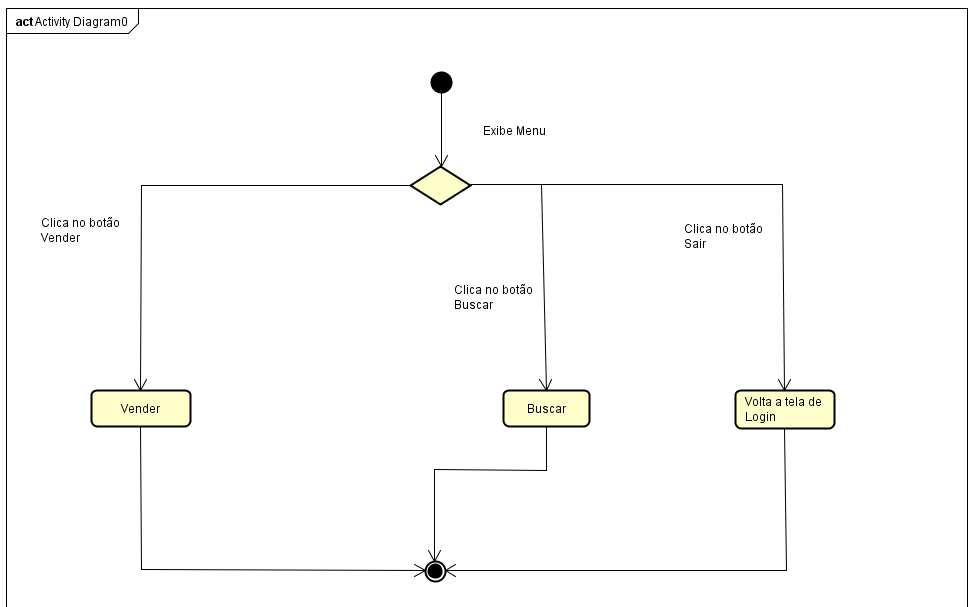 act Activity Diagram0
Exibe Menu
Clica no botão
Vender
Clica no botão
Sair
Clica no botão
Buscar
Vender
Buscar
Volta a tela de
Login